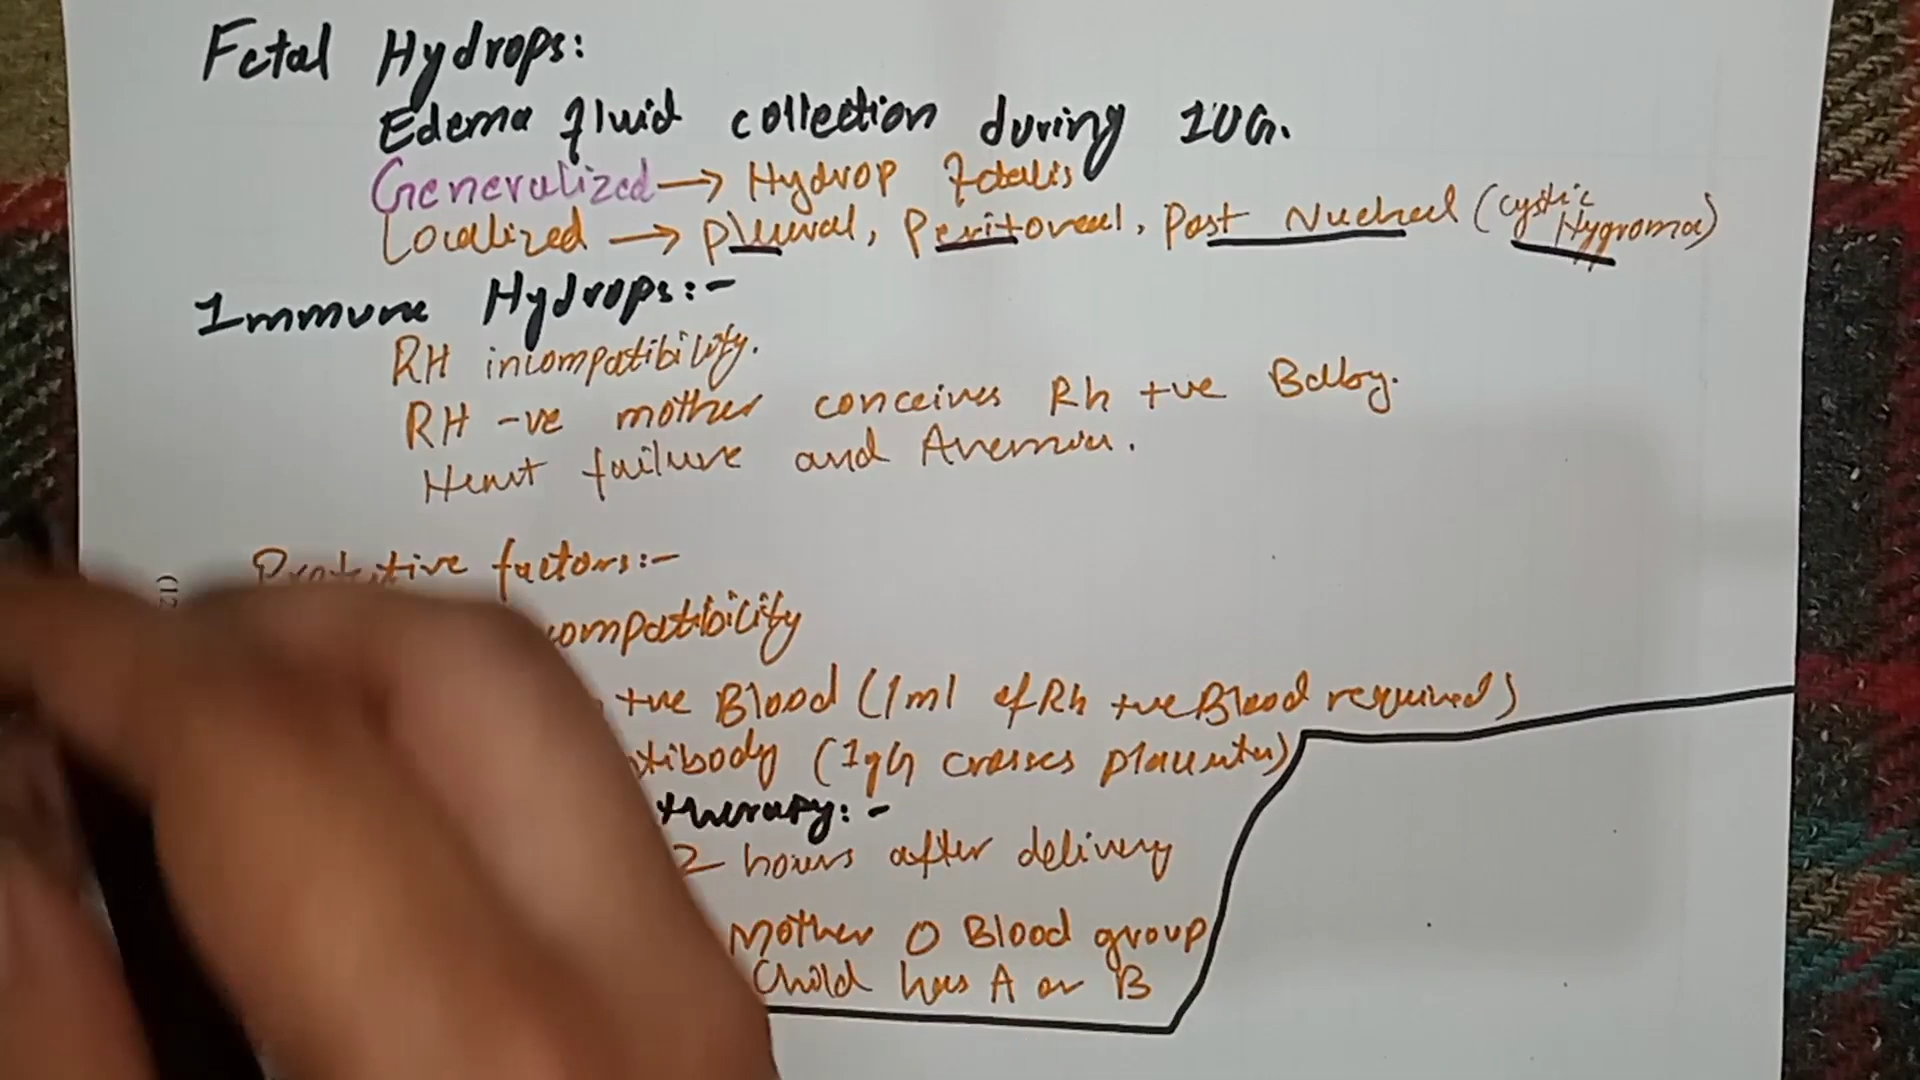 Fetal Hydrops:
Edema fluid collection during IUG.
Generalized → Hydrop fetalis
Localized → pleural, Peritoneal, Post Nucheal (cystic Hygroma)
Immune Hydrops:-
RH incompatibility.
RH -ve mother conceives Rh +ve Baby.
Heart failure and Anemia.
Protective factors:-
compatibility
+ve Blood (1ml of Rh +ve Blood required)
tibody (IgG crosses placenta)
therapy:-
2 hours after delivery
Mother O Blood group
Child has A or B
(12